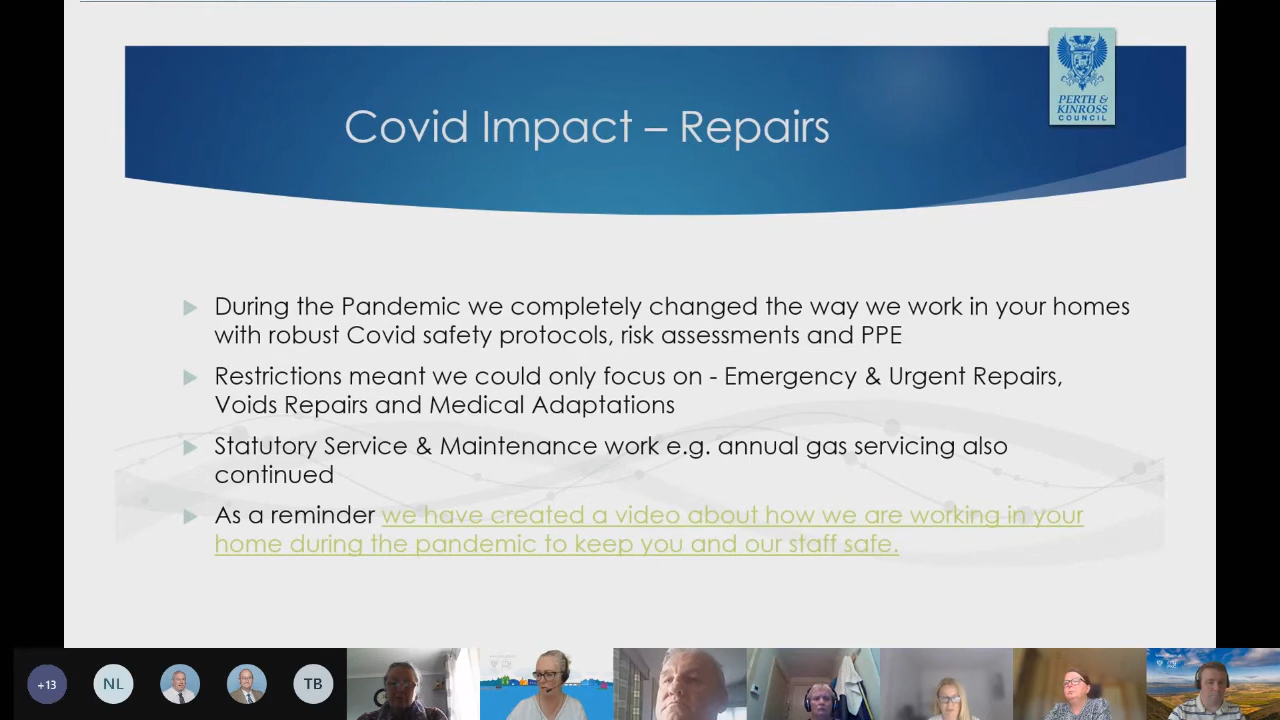 Covid Impact – Repairs
PERTH &
KINROSS
COUNCIL
During the Pandemic we completely changed the way we work in your homes
with robust Covid safety protocols, risk assessments and PPE
Restrictions meant we could only focus on - Emergency & Urgent Repairs,
Voids Repairs and Medical Adaptations
Statutory Service & Maintenance work e.g. annual gas servicing also
continued
As a reminder we have created a video about how we are working in your
home during the pandemic to keep you and our staff safe.
+13
NL
TB